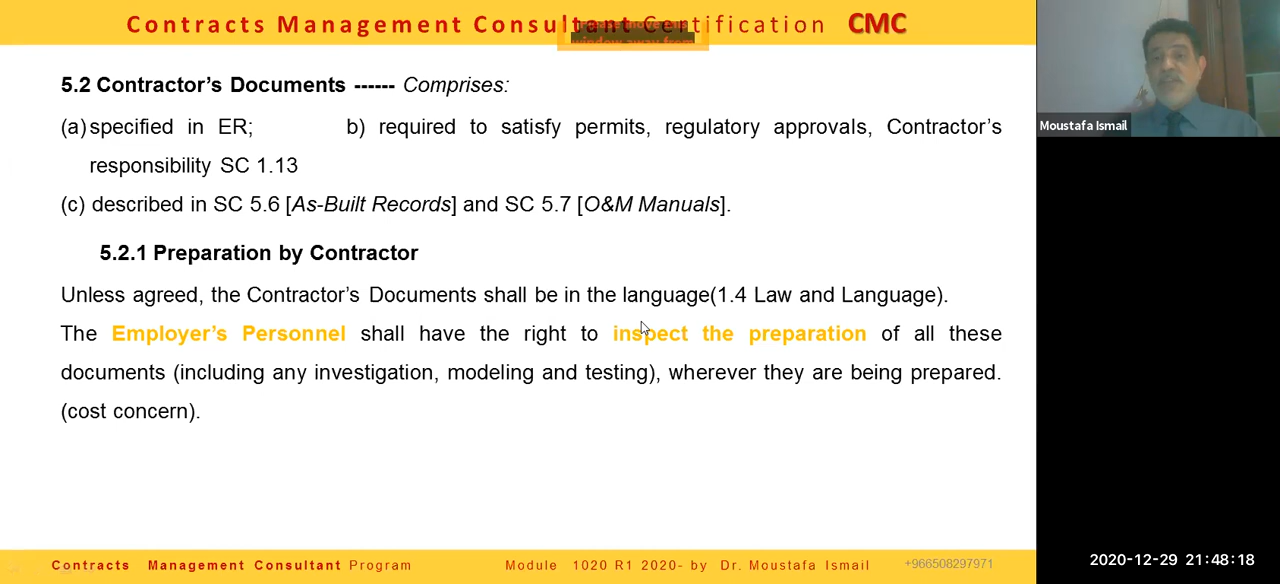 Contracts Management Consultant Certification CMC
window away from
5.2 Contractor's Documents ------ Comprises:
(a) specified in ER; b) required to satisfy permits, regulatory approvals, Contractor's
responsibility SC 1.13
(c) described in SC 5.6 [As-Built Records] and SC 5.7 [O&M Manuals].
5.2.1 Preparation by Contractor
Unless agreed, the Contractor's Documents shall be in the language(1.4 Law and Language).
The Employer's Personnel shall have the right to inspect the preparation of all these
documents (including any investigation, modeling and testing), wherever they are being prepared.
(cost concern).
Contracts Management Consultant Program
Module 1020 R1 2020- by Dr. Moustafa Ismail
+966508297971
Moustafa Ismail
2020-12-29 21:48:18